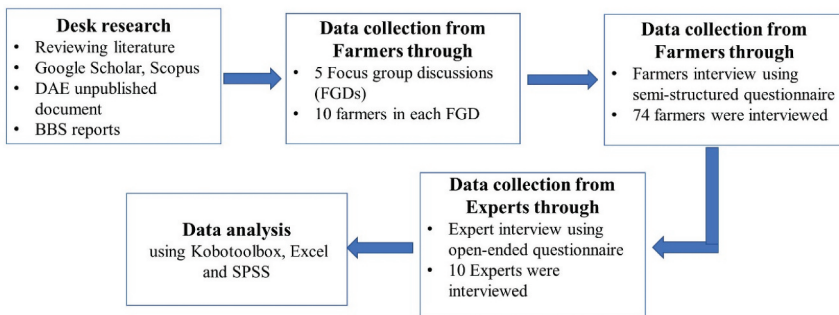 Desk research
• Reviewing literature
• Google Scholar, Scopus
• DAE unpublished
document
• BBS reports
Data collection from
Farmers through
• 5 Focus group discussions
(FGDs)
• 10 farmers in each FGD
Data collection from
Farmers through
• Farmers interview using
semi-structured questionnaire
• 74 farmers were interviewed
Data collection from
Experts through
• Expert interview using
open-ended questionnaire
• 10 Experts were
interviewed
Data analysis
using Kobotoolbox, Excel
and SPSS